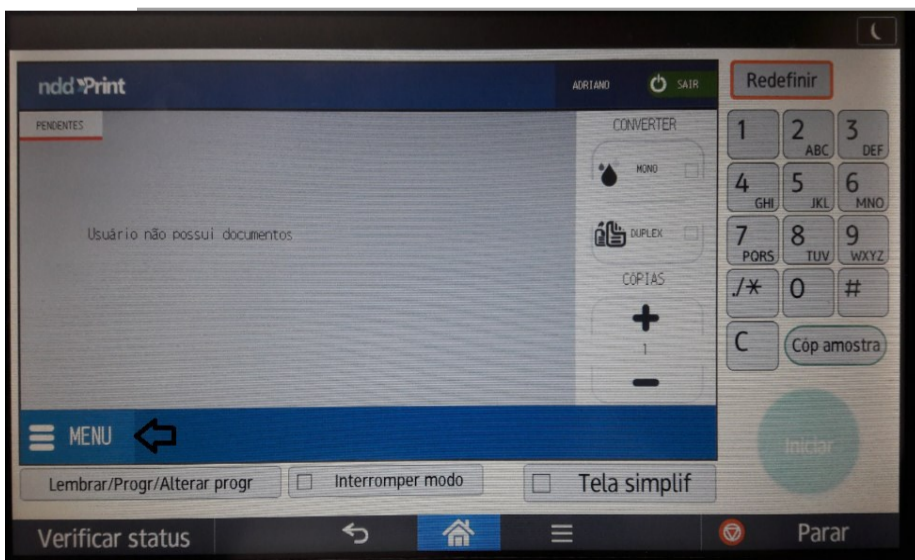 ndd Print
ADRIANO
SAIR
Redefinir
PENDENTES
CONVERTER
MONO
DUPLEX
Usuário não possui documentos
CÓPIAS
1
1
2 ABC
3 DEF
4 GHI
5 JKL
6 MNO
7 PQRS
8 TUV
9 WXYZ
./*
0
#
C
Cóp amostra
MENU
Iniciar
Lembrar/Progr/Alterar progr
Interromper modo
Tela simplif
Verificar status
Parar